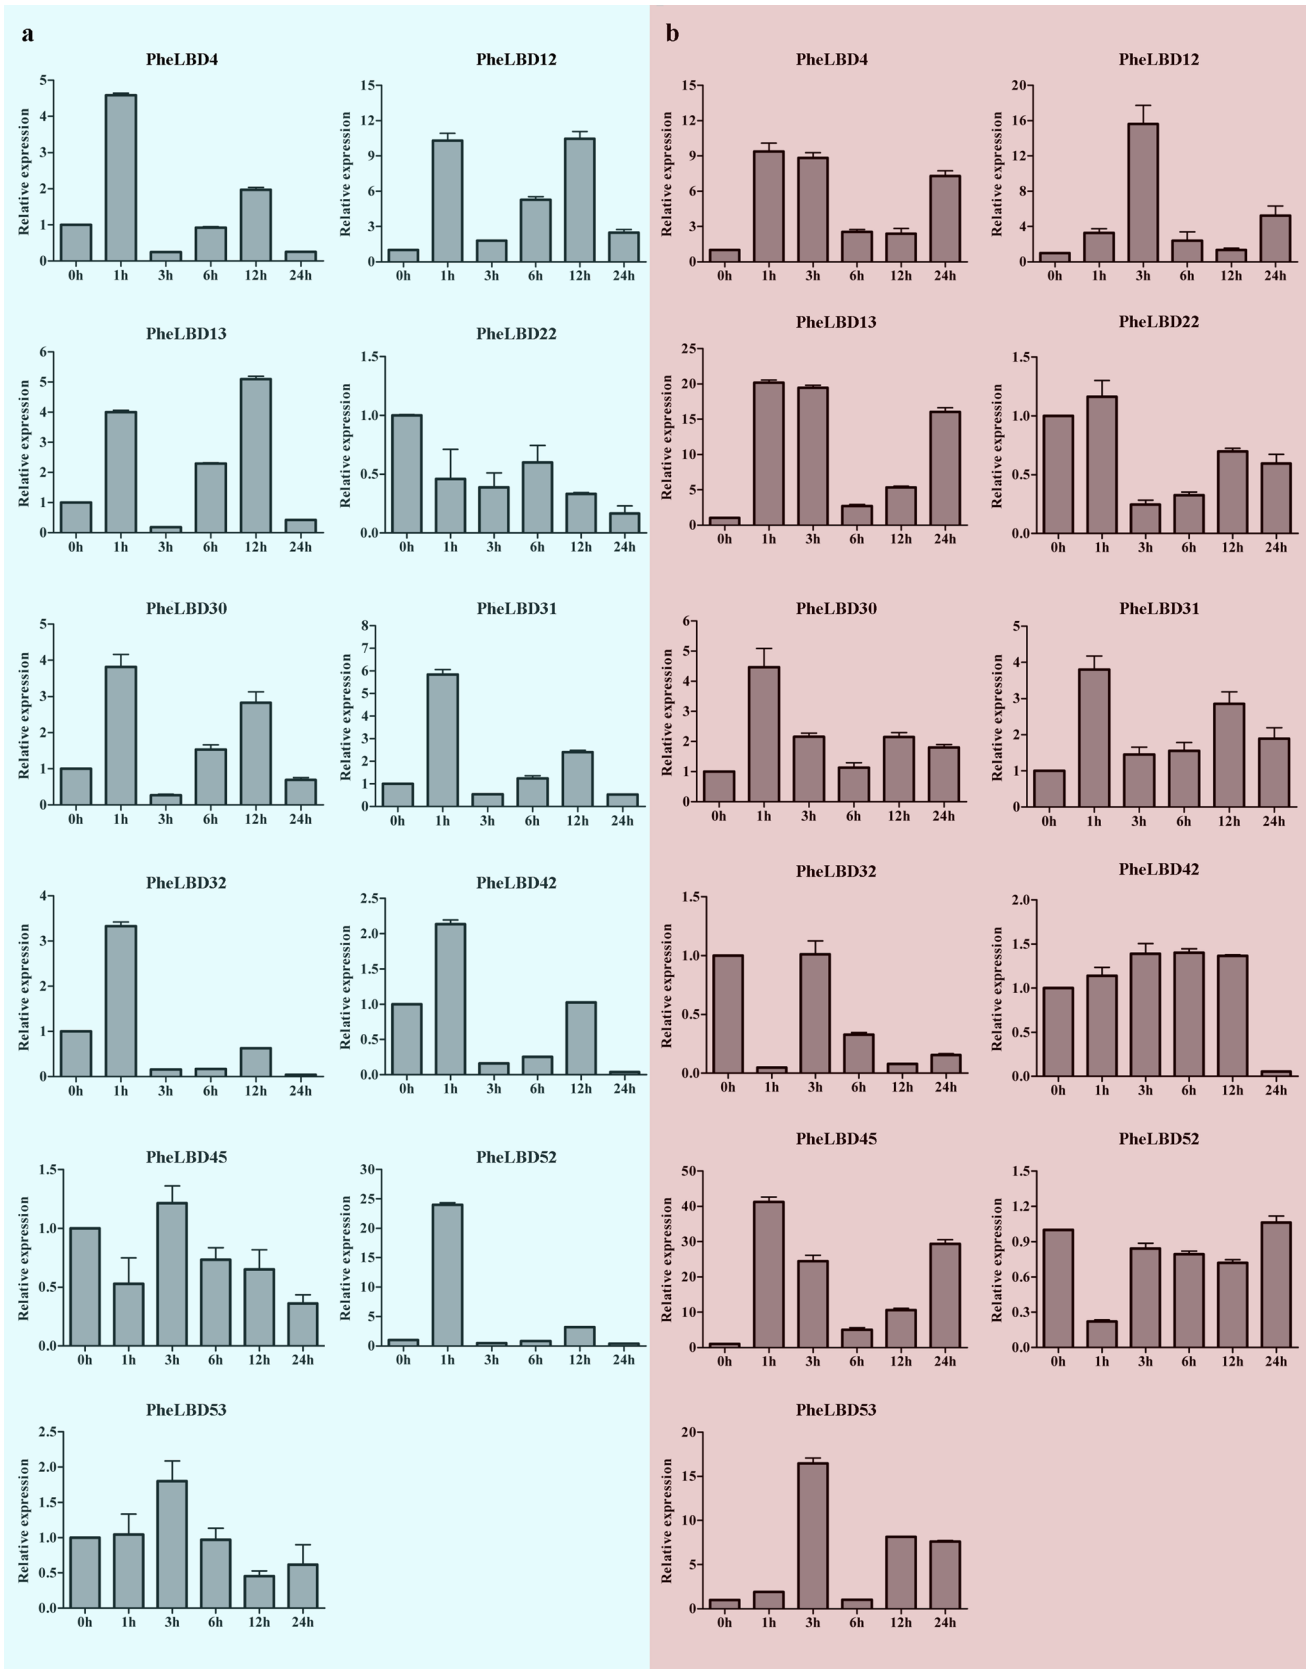 a
PheLBD4
Relative expression
5
4
3
2
1
0
0h 1h 3h 6h 12h 24h
PheLBD12
Relative expression
15
12
9
6
3
0
0h 1h 3h 6h 12h 24h
PheLBD13
Relative expression
6
5
4
3
2
1
0
0h 1h 3h 6h 12h 24h
PheLBD22
Relative expression
1.5
1.0
0.5
0.0
0h 1h 3h 6h 12h 24h
PheLBD30
Relative expression
5
4
3
2
1
0
0h 1h 3h 6h 12h 24h
PheLBD31
Relative expression
8
7
6
5
4
3
2
1
0
0h 1h 3h 6h 12h 24h
PheLBD32
Relative expression
4
3
2
1
0
0h 1h 3h 6h 12h 24h
PheLBD42
Relative expression
2.5
2.0
1.5
1.0
0.5
0.0
0h 1h 3h 6h 12h 24h
PheLBD45
Relative expression
1.5
1.0
0.5
0.0
0h 1h 3h 6h 12h 24h
PheLBD52
Relative expression
30
25
20
15
10
5
0
0h 1h 3h 6h 12h 24h
PheLBD53
Relative expression
2.5
2.0
1.5
1.0
0.5
0.0
0h 1h 3h 6h 12h 24h
b
PheLBD4
Relative expression
15
12
9
6
3
0
0h 1h 3h 6h 12h 24h
PheLBD12
Relative expression
20
16
12
8
4
0
0h 1h 3h 6h 12h 24h
PheLBD13
Relative expression
25
20
15
10
5
0
0h 1h 3h 6h 12h 24h
PheLBD22
Relative expression
1.5
1.0
0.5
0.0
0h 1h 3h 6h 12h 24h
PheLBD30
Relative expression
6
5
4
3
2
1
0
0h 1h 3h 6h 12h 24h
PheLBD31
Relative expression
5
4
3
2
1
0
0h 1h 3h 6h 12h 24h
PheLBD32
Relative expression
1.5
1.0
0.5
0.0
0h 1h 3h 6h 12h 24h
PheLBD42
Relative expression
2.0
1.5
1.0
0.5
0.0
0h 1h 3h 6h 12h 24h
PheLBD45
Relative expression
50
40
30
20
10
0
0h 1h 3h 6h 12h 24h
PheLBD52
Relative expression
1.5
1.2
0.9
0.6
0.3
0.0
0h 1h 3h 6h 12h 24h
PheLBD53
Relative expression
20
15
10
5
0
0h 1h 3h 6h 12h 24h